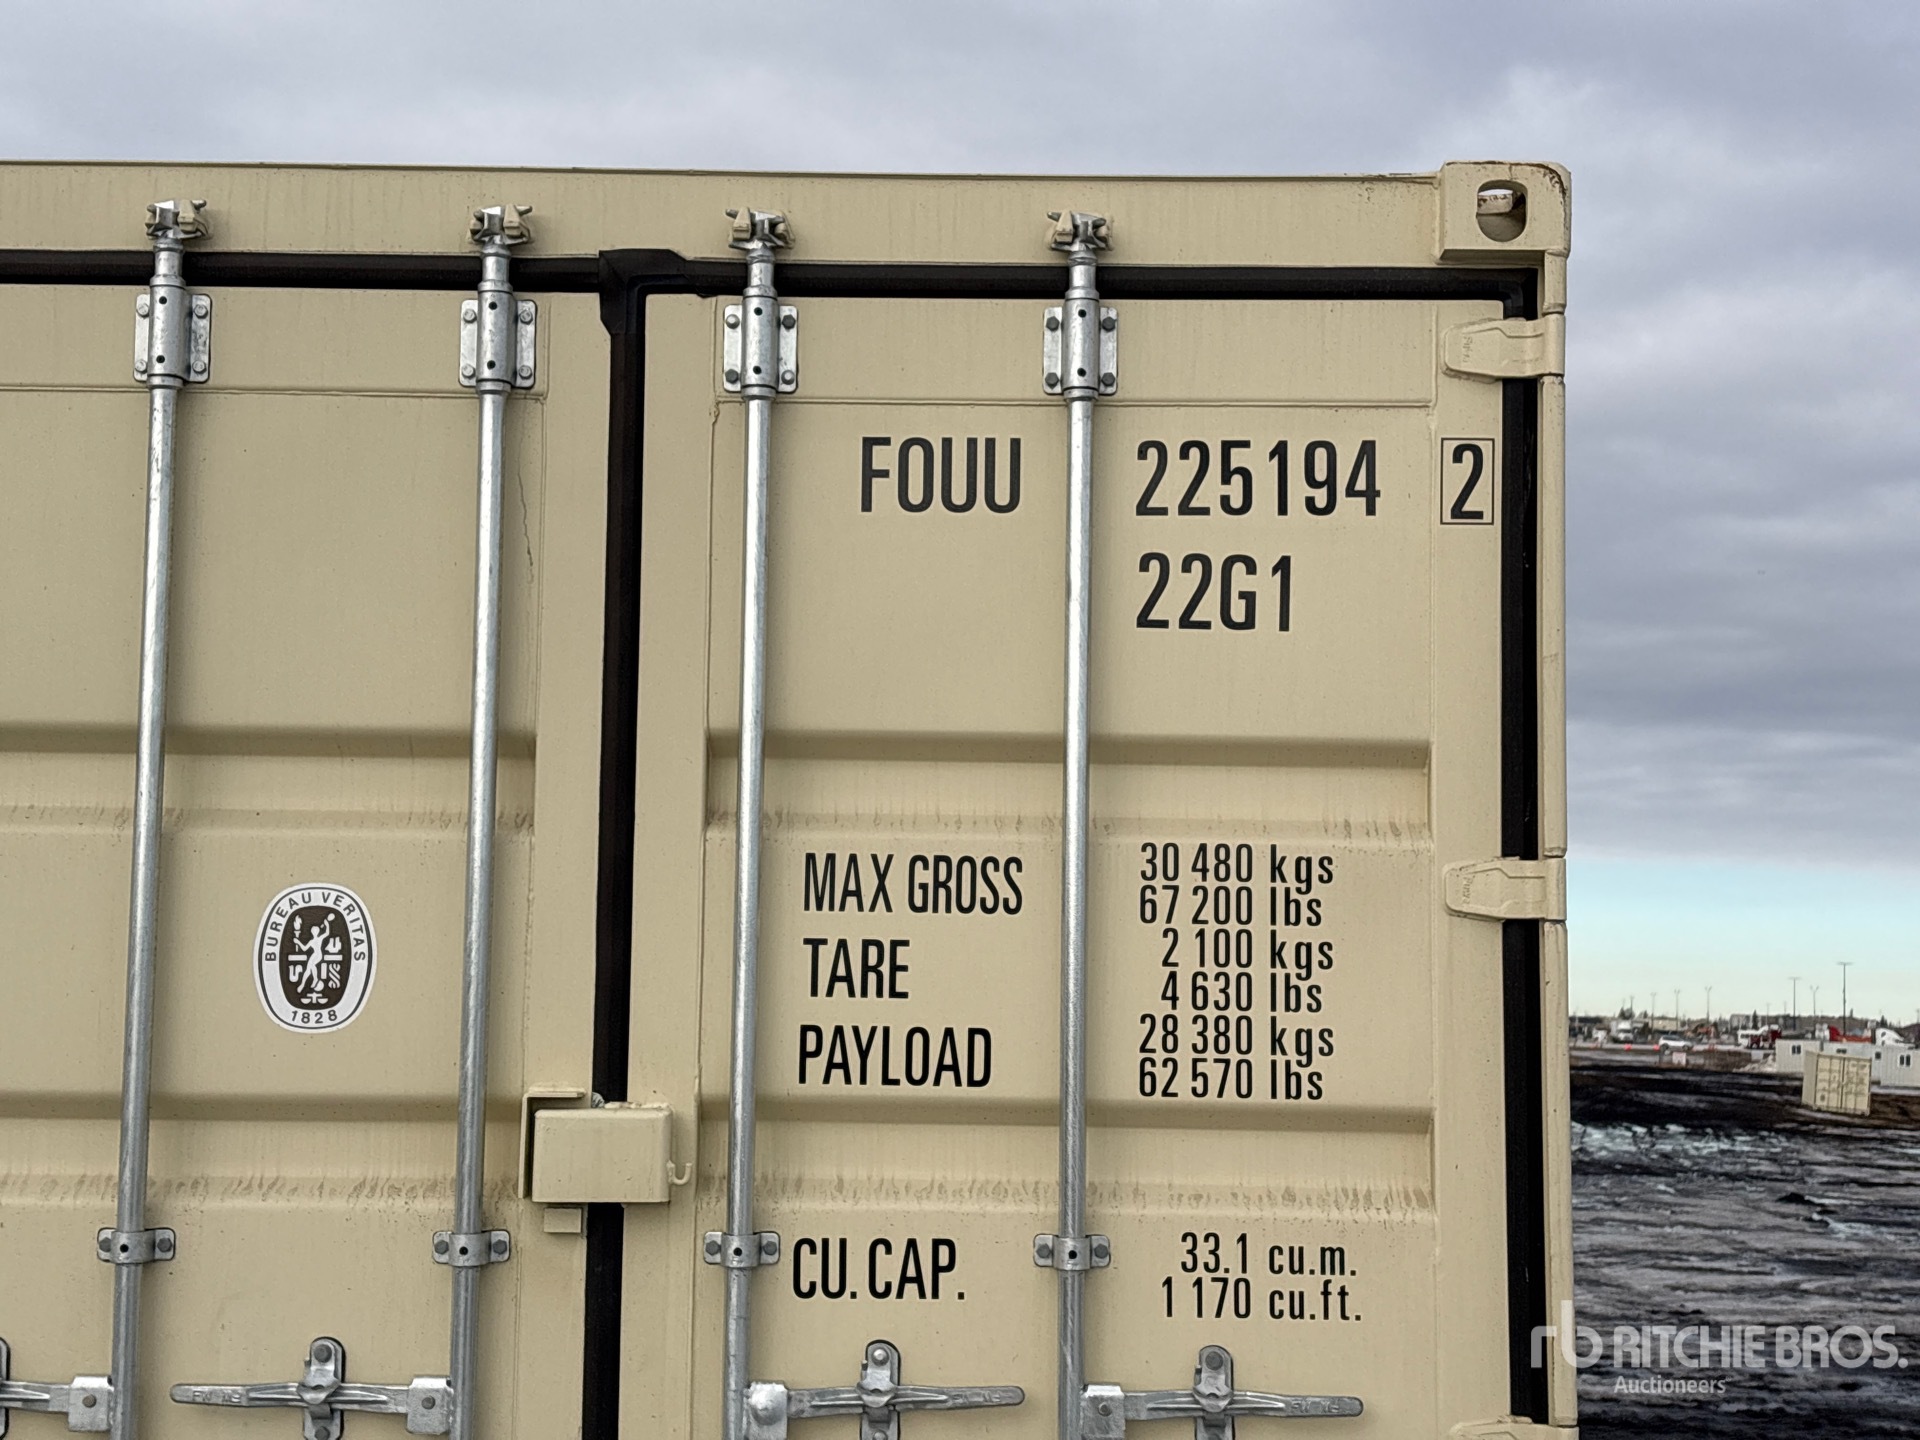 FOUU 225194 2
22G1
MAX GROSS 30 480 kgs
67 200 lbs
TARE 2 100 kgs
4 630 lbs
PAYLOAD 28 380 kgs
62 570 lbs
BUREAU VERITAS
1828
CU. CAP. 33.1 cu.m.
1 170 cu.ft.
rb RITCHIE BROS.
Auctioneers